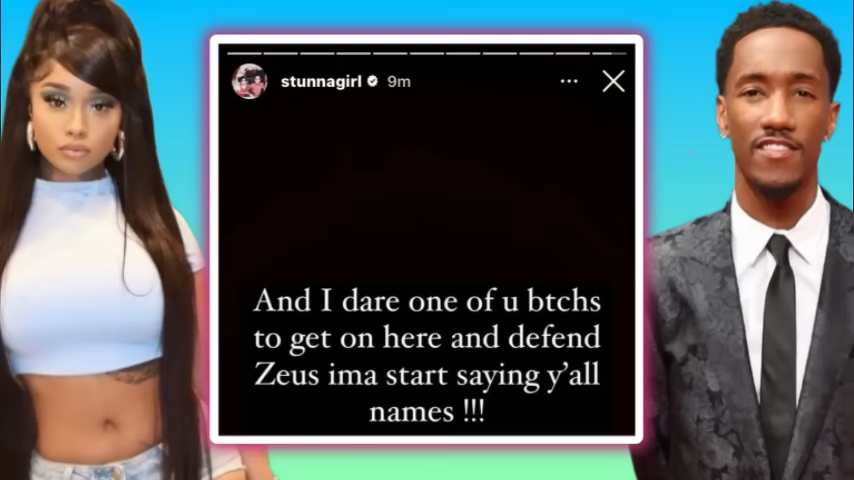 stunnagirl 9m
And I dare one of u btchs
to get on here and defend
Zeus ima start saying y’all
names !!!